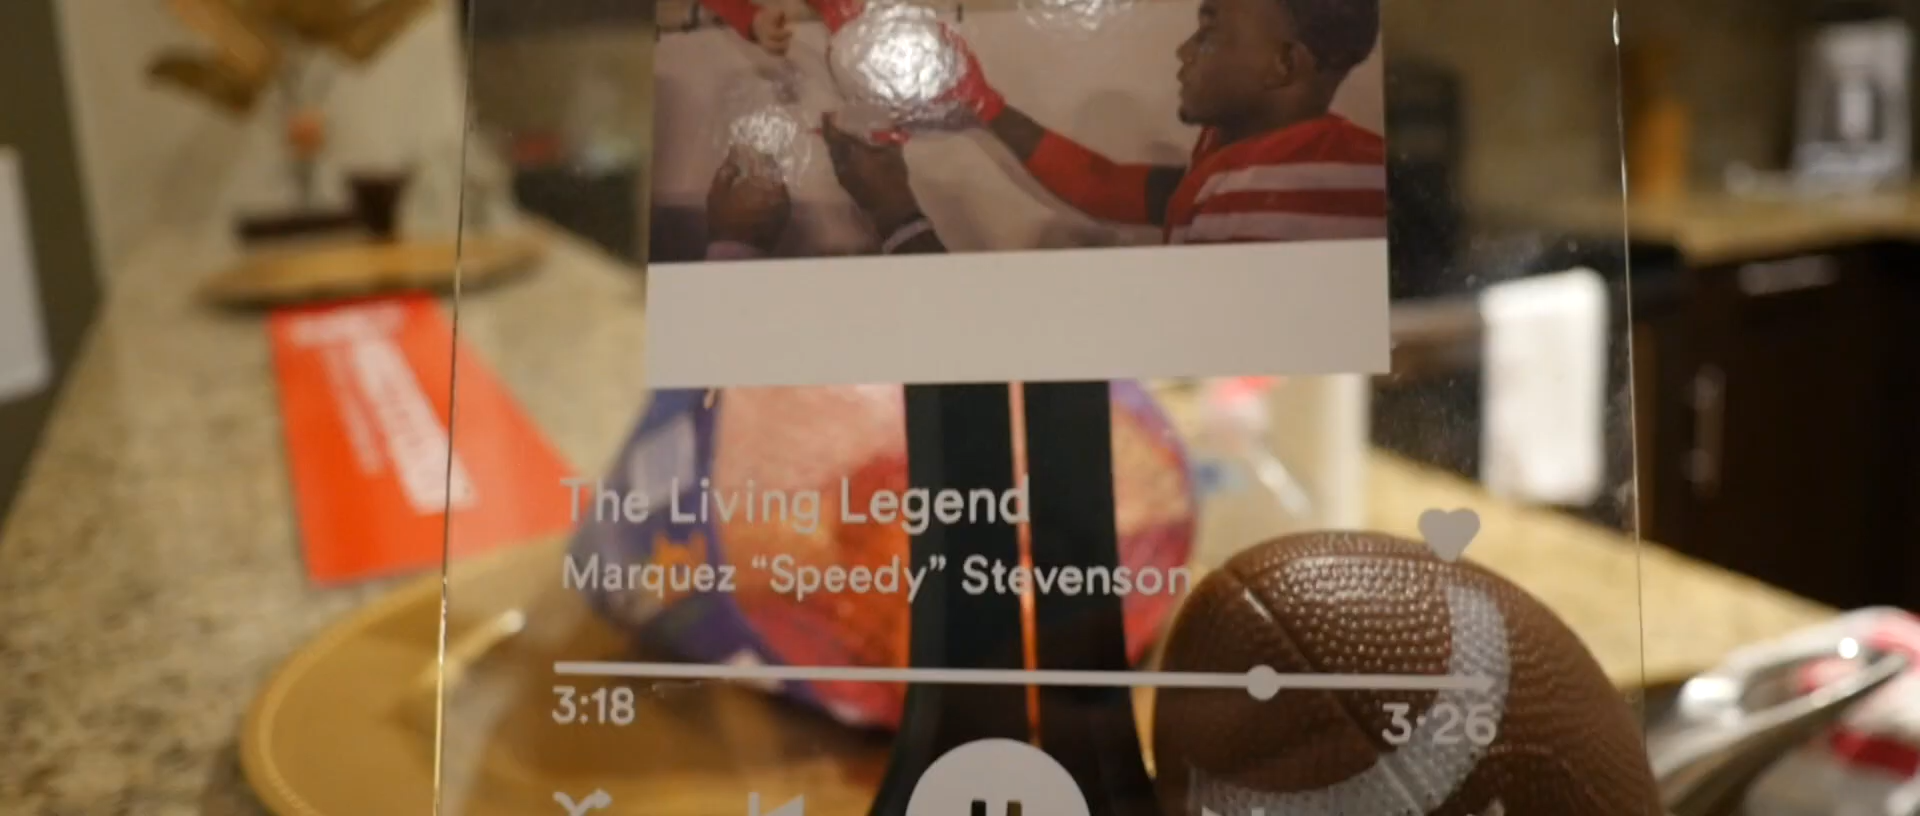 The Living Legend
Marquez “Speedy” Stevenson
3:18
3:26